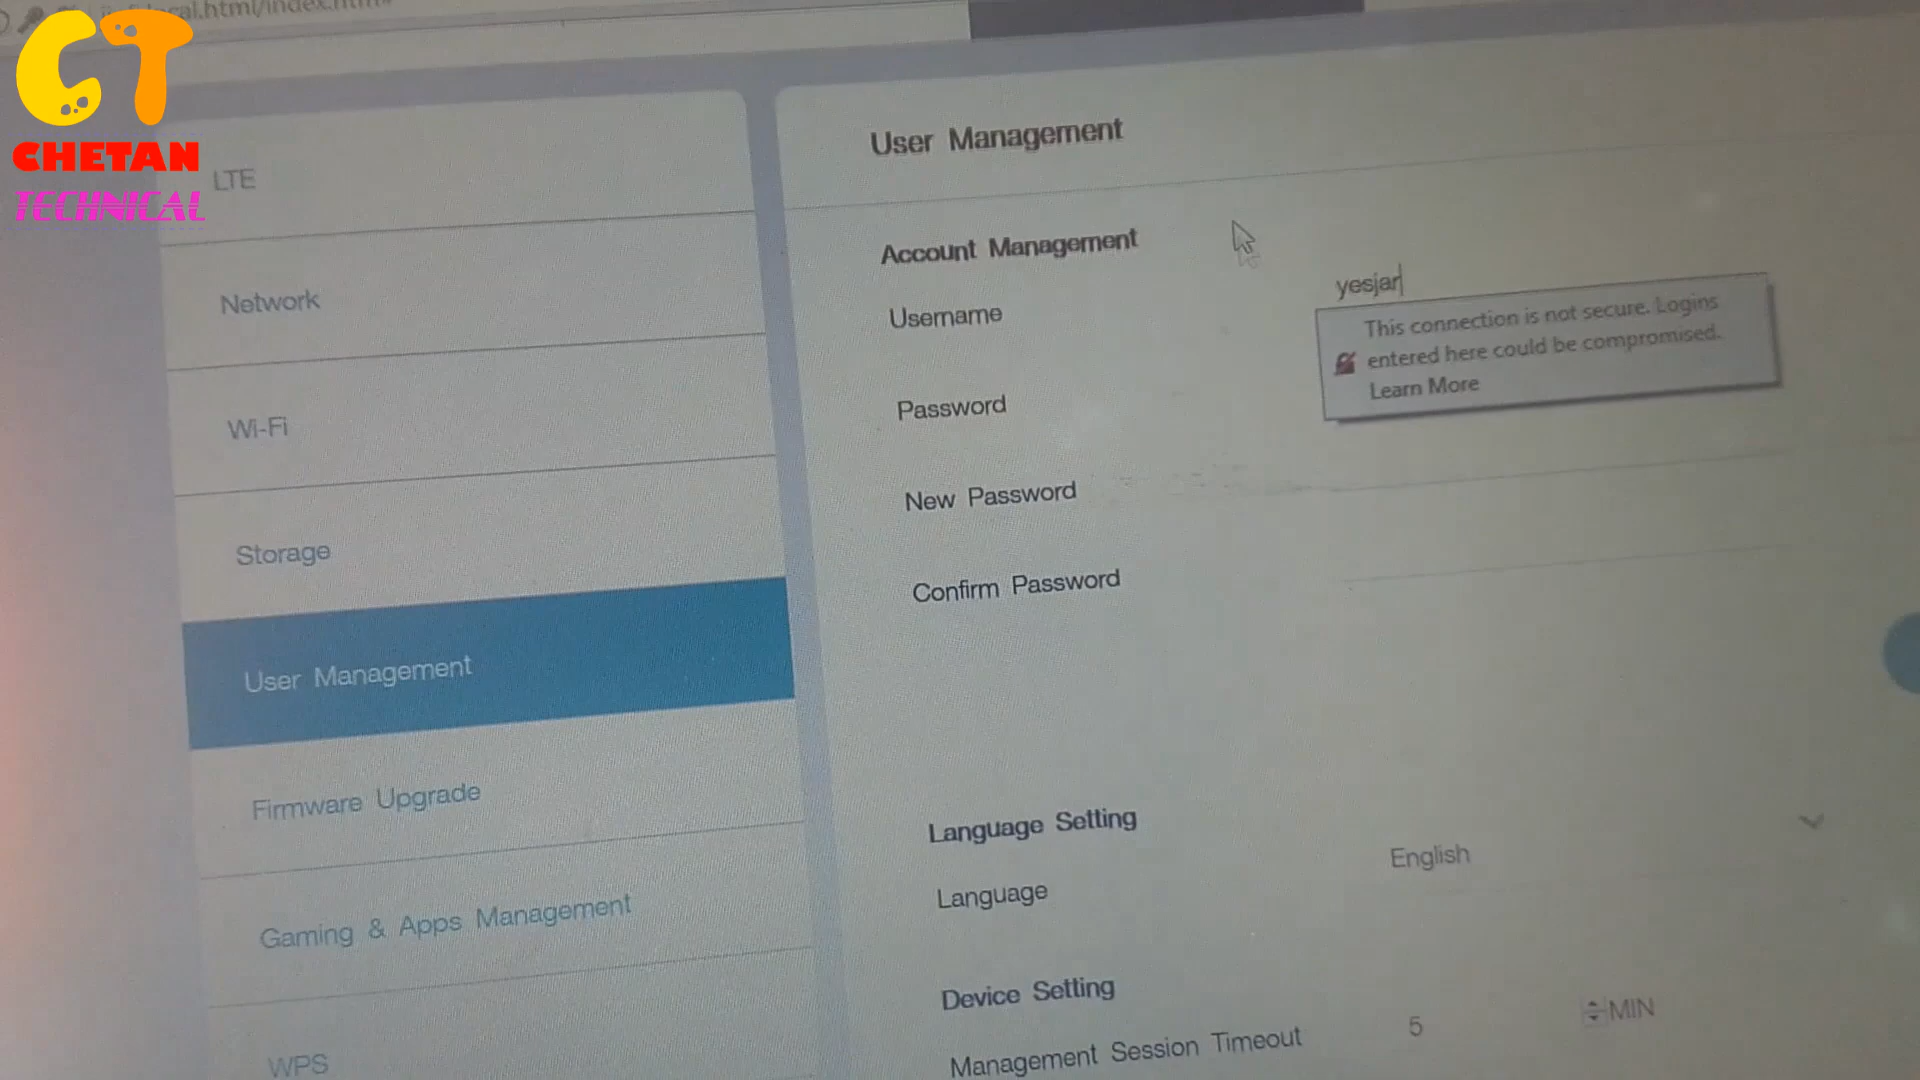 CT
CHETAN
TECHNICAL
LTE
Network
Wi-Fi
Storage
User Management
Firmware Upgrade
Gaming & Apps Management
WPS
User Management
Account Management
Username
yesjar
This connection is not secure. Logins
entered here could be compromised.
Learn More
Password
New Password
Confirm Password
Language Setting
Language
English
Device Setting
Management Session Timeout
5
MIN